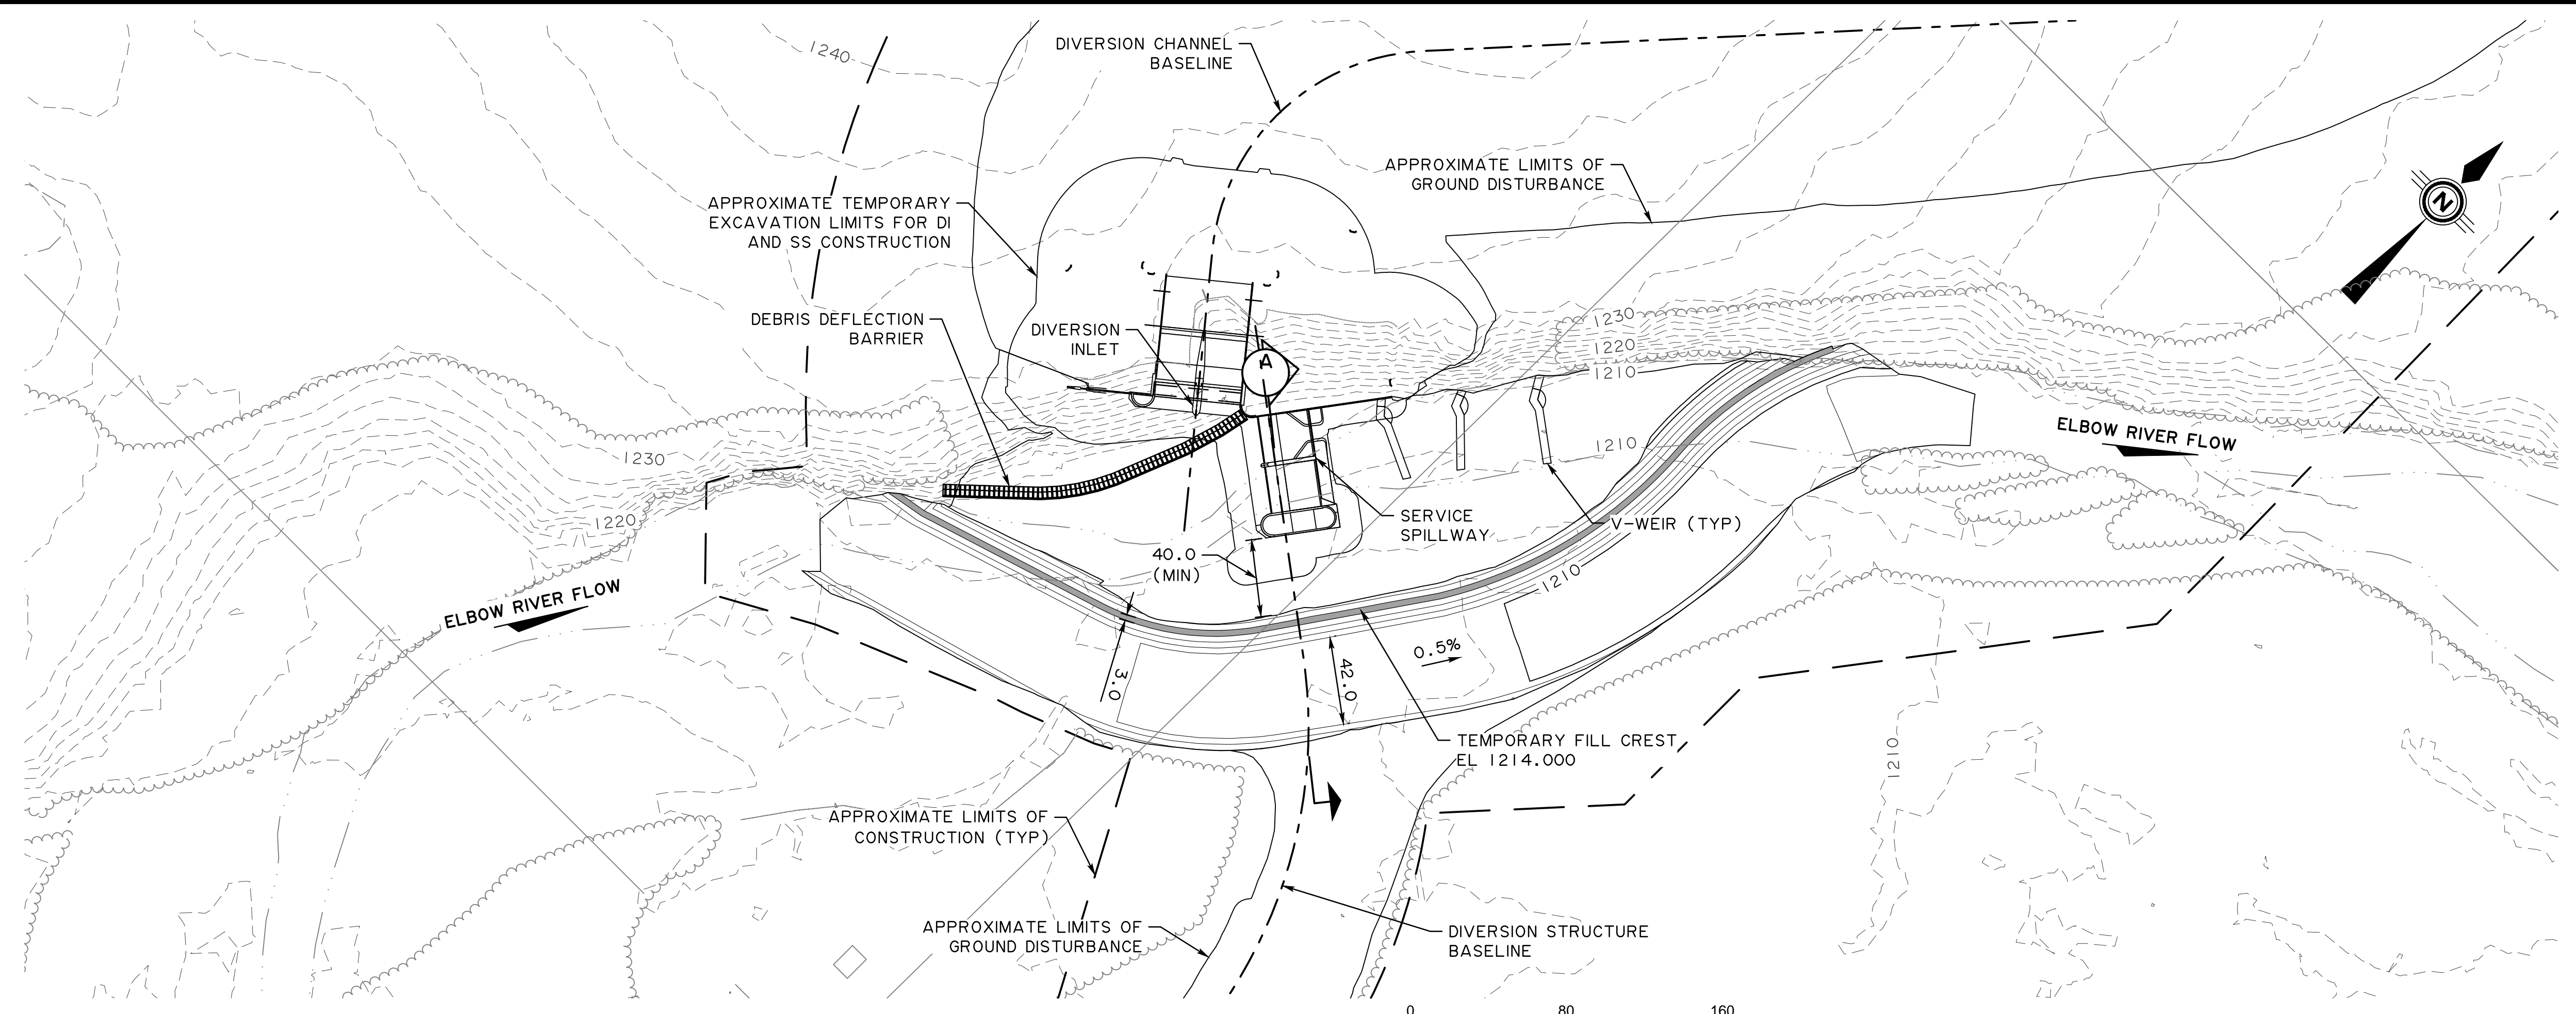 1240
DIVERSION CHANNEL
BASELINE
APPROXIMATE LIMITS OF
GROUND DISTURBANCE
N
APPROXIMATE TEMPORARY
EXCAVATION LIMITS FOR DI
AND SS CONSTRUCTION
DEBRIS DEFLECTION
BARRIER
DIVERSION
INLET
A
1230
1220
1210
1210
ELBOW RIVER FLOW
1230
1220
SERVICE
SPILLWAY
V-WEIR (TYP)
40.0
(MIN)
1210
ELBOW RIVER FLOW
3.0
42.0
0.5%
TEMPORARY FILL CREST
EL 1214.000
1210
APPROXIMATE LIMITS OF
CONSTRUCTION (TYP)
APPROXIMATE LIMITS OF
GROUND DISTURBANCE
DIVERSION STRUCTURE
BASELINE
0 80 160